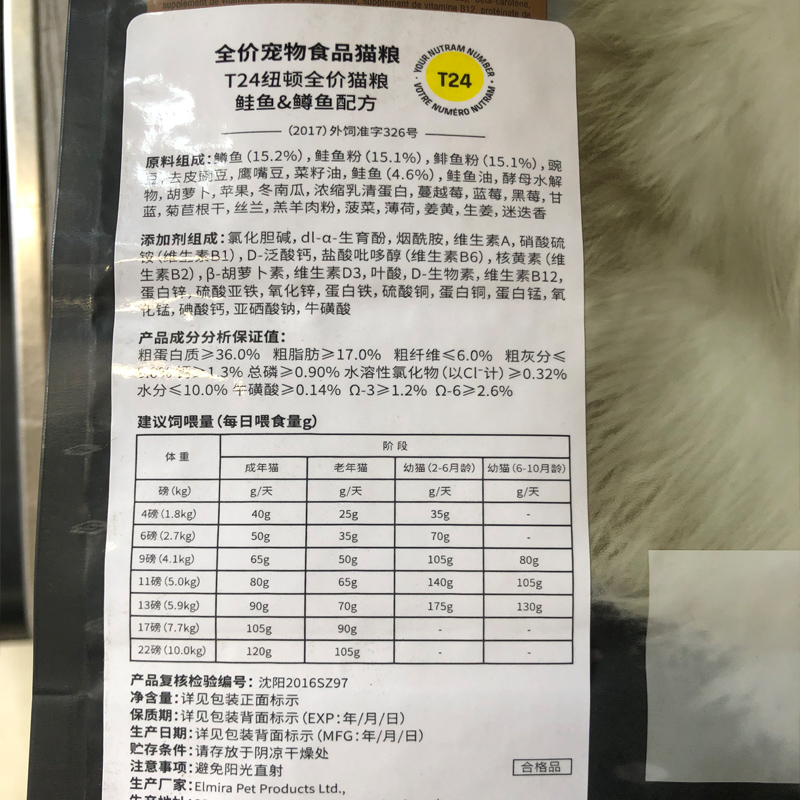 supplement de vitamine B12, protéinate de
全价宠物食品猫粮
T24纽顿全价猫粮
鲑鱼&鳟鱼配方
YOUR NUTRAM NUMBER
T24
VOTRE NUMÉRO NUTRAM
(2017)外饲准字326号
原料组成:鳟鱼(15.2%),鲑鱼粉(15.1%),鲱鱼粉(15.1%),豌
豆,去皮豌豆,鹰嘴豆,菜籽油,鲑鱼(4.6%),鲑鱼油,酵母水解
物,胡萝卜,苹果,冬南瓜,浓缩乳清蛋白,蔓越莓,蓝莓,黑莓,甘
蓝,菊苣根干,丝兰,羔羊肉粉,菠菜,薄荷,姜黄,生姜,迷迭香
添加剂组成:氯化胆碱,dl-α-生育酚,烟酰胺,维生素A,硝酸硫
铵(维生素B1),D-泛酸钙,盐酸吡哆醇(维生素B6),核黄素(维
生素B2),β-胡萝卜素,维生素D3,叶酸,D-生物素,维生素B12,
蛋白锌,硫酸亚铁,氧化锌,蛋白铁,硫酸铜,蛋白铜,蛋白锰,氧
化锰,碘酸钙,亚硒酸钠,牛磺酸
产品成分分析保证值:
粗蛋白质≥36.0% 粗脂肪≥17.0% 粗纤维≤6.0% 粗灰分≤
钙≥1.3% 总磷≥0.90% 水溶性氯化物(以Cl⁻计)≥0.32%
水分≤10.0% 牛磺酸≥0.14% Ω-3≥1.2% Ω-6≥2.6%
建议饲喂量(每日喂食量g)
体重 阶段
成年猫 老年猫 幼猫(2-6月龄) 幼猫(6-10月龄)
磅(kg) g/天 g/天 g/天 g/天
4磅(1.8kg) 40g 25g 35g -
6磅(2.7kg) 50g 35g 70g -
9磅(4.1kg) 65g 50g 105g 80g
11磅(5.0kg) 80g 65g 140g 105g
13磅(5.9kg) 90g 70g 175g 130g
17磅(7.7kg) 105g 90g - -
22磅(10.0kg) 120g 105g - -
产品复核检验编号: 沈阳2016SZ97
净含量:详见包装正面标示
保质期:详见包装背面标示(EXP:年/月/日)
生产日期:详见包装背面标示(MFG:年/月/日)
贮存条件:请存放于阴凉干燥处
注意事项:避免阳光直射
合格品
生产厂家:Elmira Pet Products Ltd.,